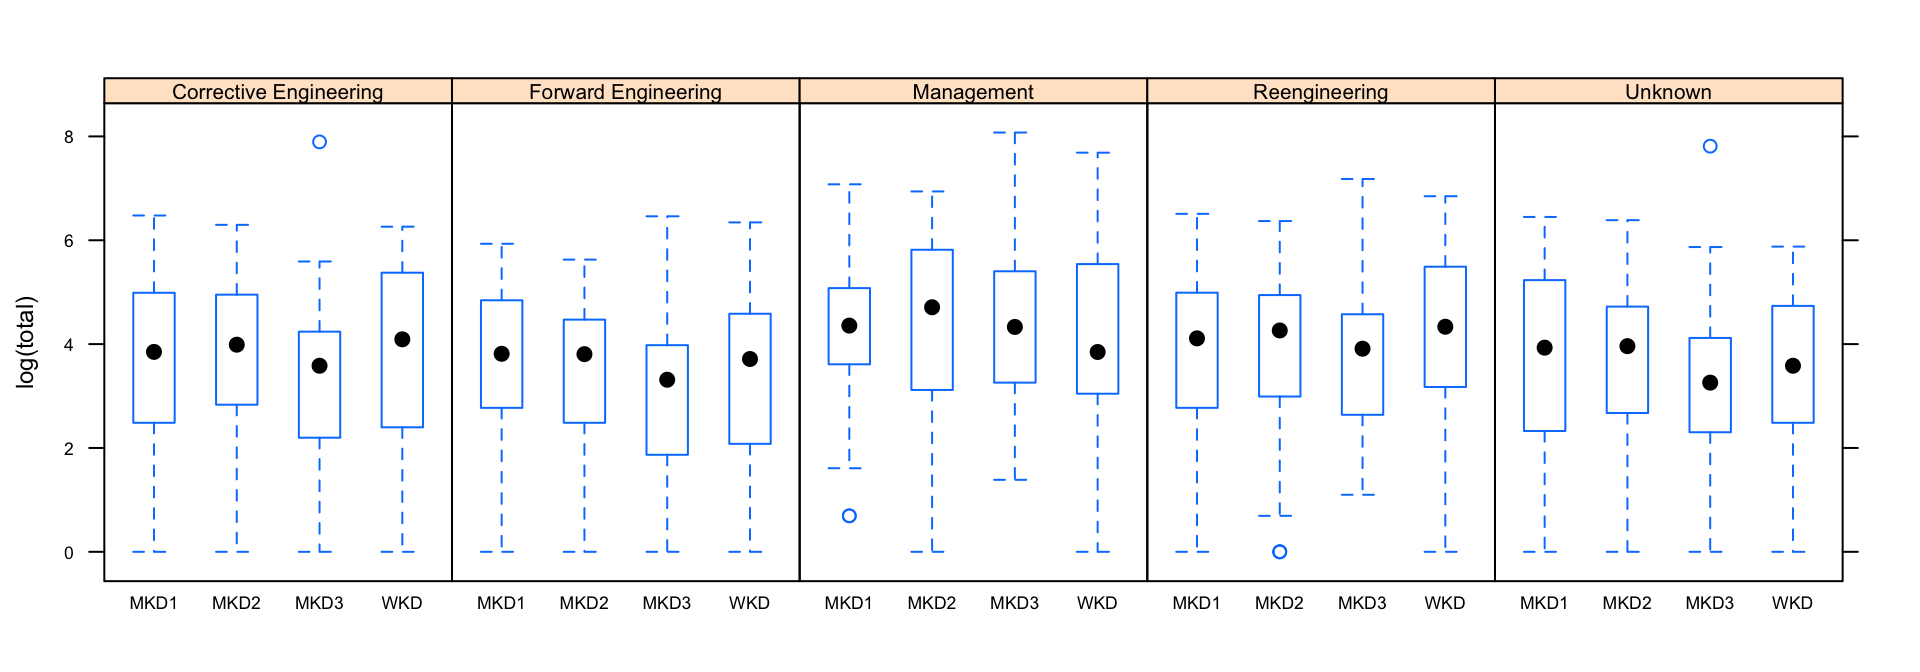 Corrective Engineering Forward Engineering Management Reengineering Unknown
8
6
4
2
0
log(total)
MKD1 MKD2 MKD3 WKD MKD1 MKD2 MKD3 WKD MKD1 MKD2 MKD3 WKD MKD1 MKD2 MKD3 WKD MKD1 MKD2 MKD3 WKD